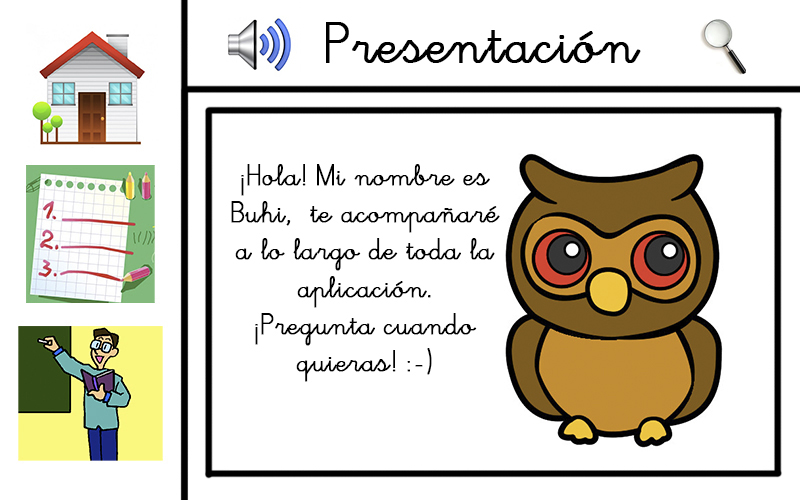 Presentación
¡Hola! Mi nombre es
Buhi, te acompañaré
a lo largo de toda la
aplicación.
¡Pregunta cuando
quieras! :-)
1.
2.
3.